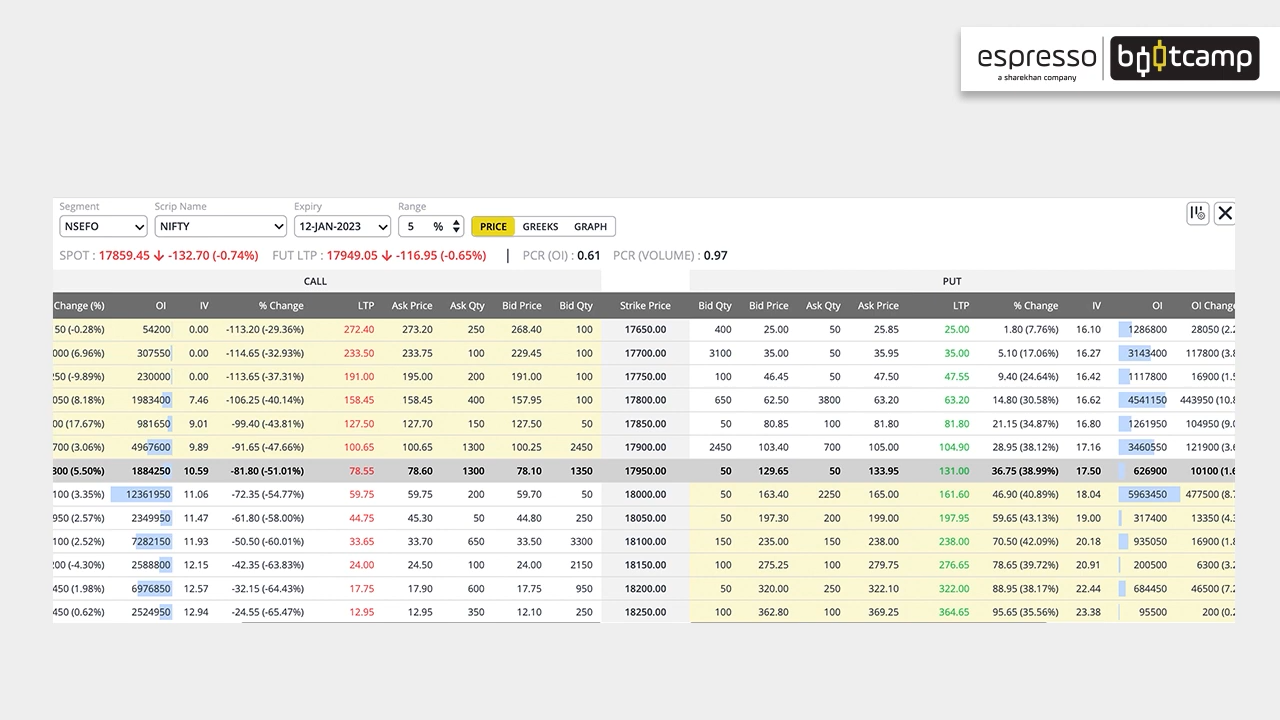 espresso
a sharekhan company
bootcamp
Segment Scrip Name Expiry Range
NSEFO NIFTY 12-JAN-2023 5 % PRICE GREEKS GRAPH
SPOT : 17859.45 -132.70 (-0.74%) FUT LTP : 17949.05 -116.95 (-0.65%) | PCR (OI) : 0.61 PCR (VOLUME) : 0.97
CALL PUT
Change (%) OI IV % Change LTP Ask Price Ask Qty Bid Price Bid Qty Strike Price Bid Qty Bid Price Ask Qty Ask Price LTP % Change IV OI OI Change
50 (-0.28%) 54200 0.00 -113.20 (-29.36%) 272.40 273.20 250 268.40 100 17650.00 400 25.00 50 25.85 25.00 1.80 (7.76%) 16.10 1286800 28050 (2.2
000 (6.96%) 307550 0.00 -114.65 (-32.93%) 233.50 233.75 100 229.45 100 17700.00 3100 35.00 50 35.95 35.00 5.10 (17.06%) 16.27 3143400 117800 (3.8
250 (-9.89%) 230000 0.00 -113.65 (-37.31%) 191.00 195.00 200 191.00 100 17750.00 100 46.45 50 47.50 47.55 9.40 (24.64%) 16.42 1117800 16900 (1.5
050 (8.18%) 1983400 7.46 -106.25 (-40.14%) 158.45 158.45 400 157.95 100 17800.00 650 62.50 3800 63.20 63.20 14.80 (30.58%) 16.62 4541150 443950 (10.8
00 (17.67%) 981650 9.01 -99.40 (-43.81%) 127.50 127.70 150 127.50 50 17850.00 50 80.85 100 81.80 81.80 21.15 (34.87%) 16.80 1261950 104950 (9.0
700 (3.06%) 4967600 9.89 -91.65 (-47.66%) 100.65 100.65 1300 100.25 2450 17900.00 2450 103.40 700 105.00 104.90 28.95 (38.12%) 17.16 3460550 121900 (3.6
300 (5.50%) 1884250 10.59 -81.80 (-51.01%) 78.55 78.60 1300 78.10 1350 17950.00 50 129.65 50 133.95 131.00 36.75 (38.99%) 17.50 626900 10100 (1.6
100 (3.35%) 12361950 11.06 -72.35 (-54.77%) 59.75 59.75 200 59.70 50 18000.00 50 163.40 2250 165.00 161.60 46.90 (40.89%) 18.04 5963450 477500 (8.7
950 (2.57%) 2349950 11.47 -61.80 (-58.00%) 44.75 45.30 50 44.80 250 18050.00 50 197.30 200 199.00 197.95 59.65 (43.13%) 19.00 317400 13350 (4.3
100 (2.52%) 7282150 11.93 -50.50 (-60.01%) 33.65 33.70 650 33.50 3300 18100.00 150 235.00 150 238.00 238.00 70.50 (42.09%) 20.18 935050 16900 (1.8
00 (-4.30%) 2588800 12.15 -42.35 (-63.83%) 24.00 24.50 100 24.00 2150 18150.00 100 275.25 100 279.75 276.65 78.65 (39.72%) 20.91 200500 6300 (3.2
450 (1.98%) 6976850 12.57 -32.15 (-64.43%) 17.75 17.90 600 17.75 950 18200.00 50 320.00 250 322.10 322.00 88.95 (38.17%) 22.44 684450 46500 (7.2
450 (0.62%) 2524950 12.94 -24.55 (-65.47%) 12.95 12.95 350 12.10 250 18250.00 100 362.80 100 369.25 364.65 95.65 (35.56%) 23.38 95500 200 (0.2